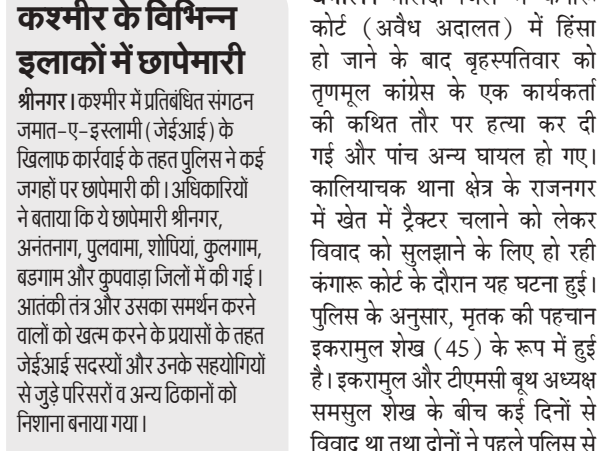 कश्मीर के विभिन्न
इलाकों में छापेमारी
श्रीनगर। कश्मीर में प्रतिबंधित संगठन
जमात-ए-इस्लामी (जेईआई) के
खिलाफ कार्रवाई के तहत पुलिस ने कई
जगहों पर छापेमारी की। अधिकारियों
ने बताया कि ये छापेमारी श्रीनगर,
अनंतनाग, पुलवामा, शोपियां, कुलगाम,
बडगाम और कुपवाड़ा जिलों में की गई।
आतंकी तंत्र और उसका समर्थन करने
वालों को खत्म करने के प्रयासों के तहत
जेईआई सदस्यों और उनके सहयोगियों
से जुड़े परिसरों व अन्य ठिकानों को
निशाना बनाया गया।
कोर्ट (अवैध अदालत) में हिंसा
हो जाने के बाद बृहस्पतिवार को
तृणमूल कांग्रेस के एक कार्यकर्ता
की कथित तौर पर हत्या कर दी
गई और पांच अन्य घायल हो गए।
कालियाचक थाना क्षेत्र के राजनगर
में खेत में ट्रैक्टर चलाने को लेकर
विवाद को सुलझाने के लिए हो रही
कंगारू कोर्ट के दौरान यह घटना हुई।
पुलिस के अनुसार, मृतक की पहचान
इकरामुल शेख (45) के रूप में हुई
है। इकरामुल और टीएमसी बूथ अध्यक्ष
समसुल शेख के बीच कई दिनों से
विवाद था तथा दोनों ने पहले पुलिस से